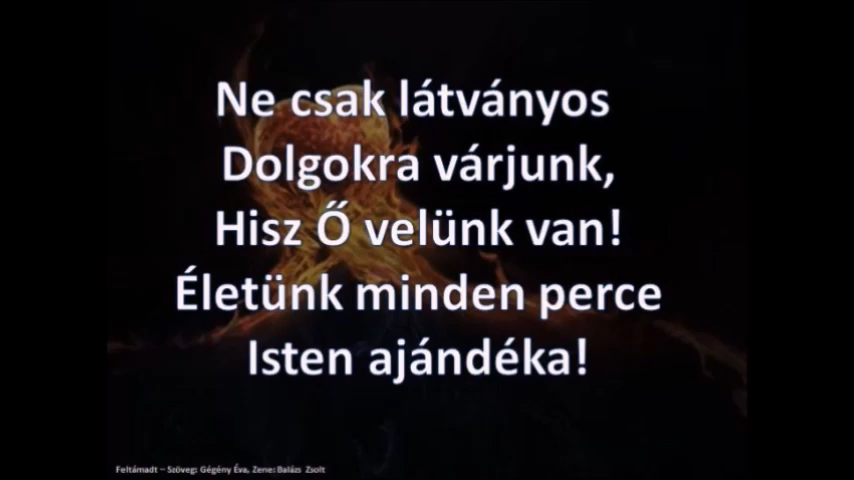 Ne csak látványos
Dolgokra várjunk,
Hisz Ő velünk van!
Életünk minden perce
Isten ajándéka!
Feltámadt – Szöveg: Gégény Éva, Zene: Balázs Zsolt